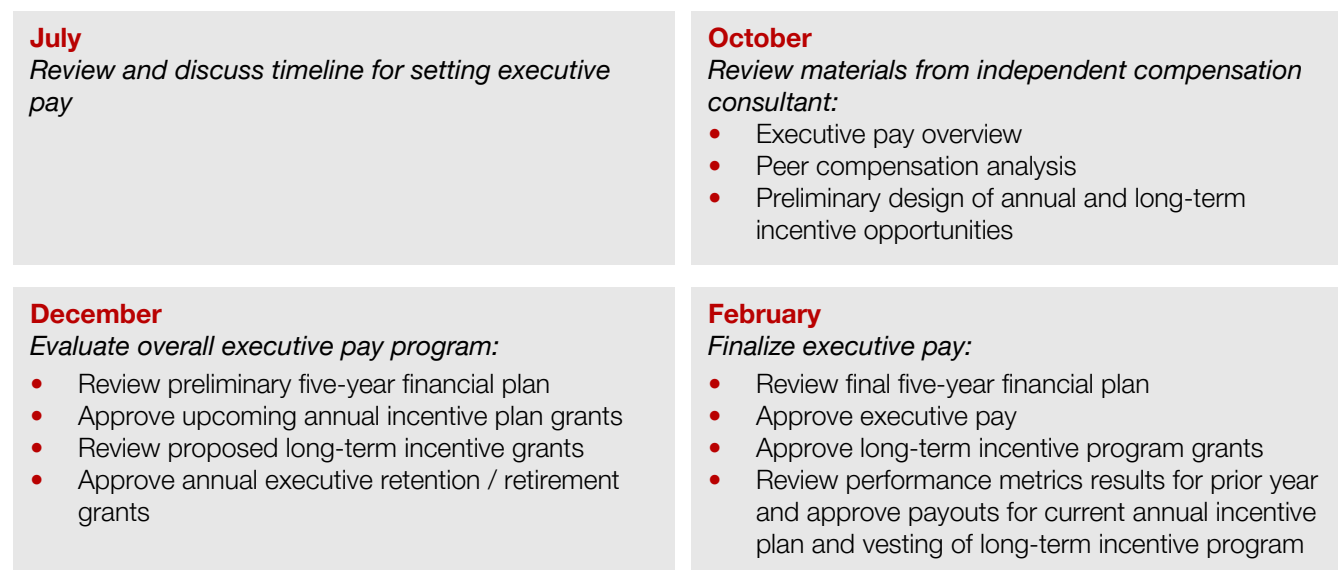 July
Review and discuss timeline for setting executive
pay
October
Review materials from independent compensation
consultant:
• Executive pay overview
• Peer compensation analysis
• Preliminary design of annual and long-term
incentive opportunities
December
Evaluate overall executive pay program:
• Review preliminary five-year financial plan
• Approve upcoming annual incentive plan grants
• Review proposed long-term incentive grants
• Approve annual executive retention / retirement
grants
February
Finalize executive pay:
• Review final five-year financial plan
• Approve executive pay
• Approve long-term incentive program grants
• Review performance metrics results for prior year
and approve payouts for current annual incentive
plan and vesting of long-term incentive program